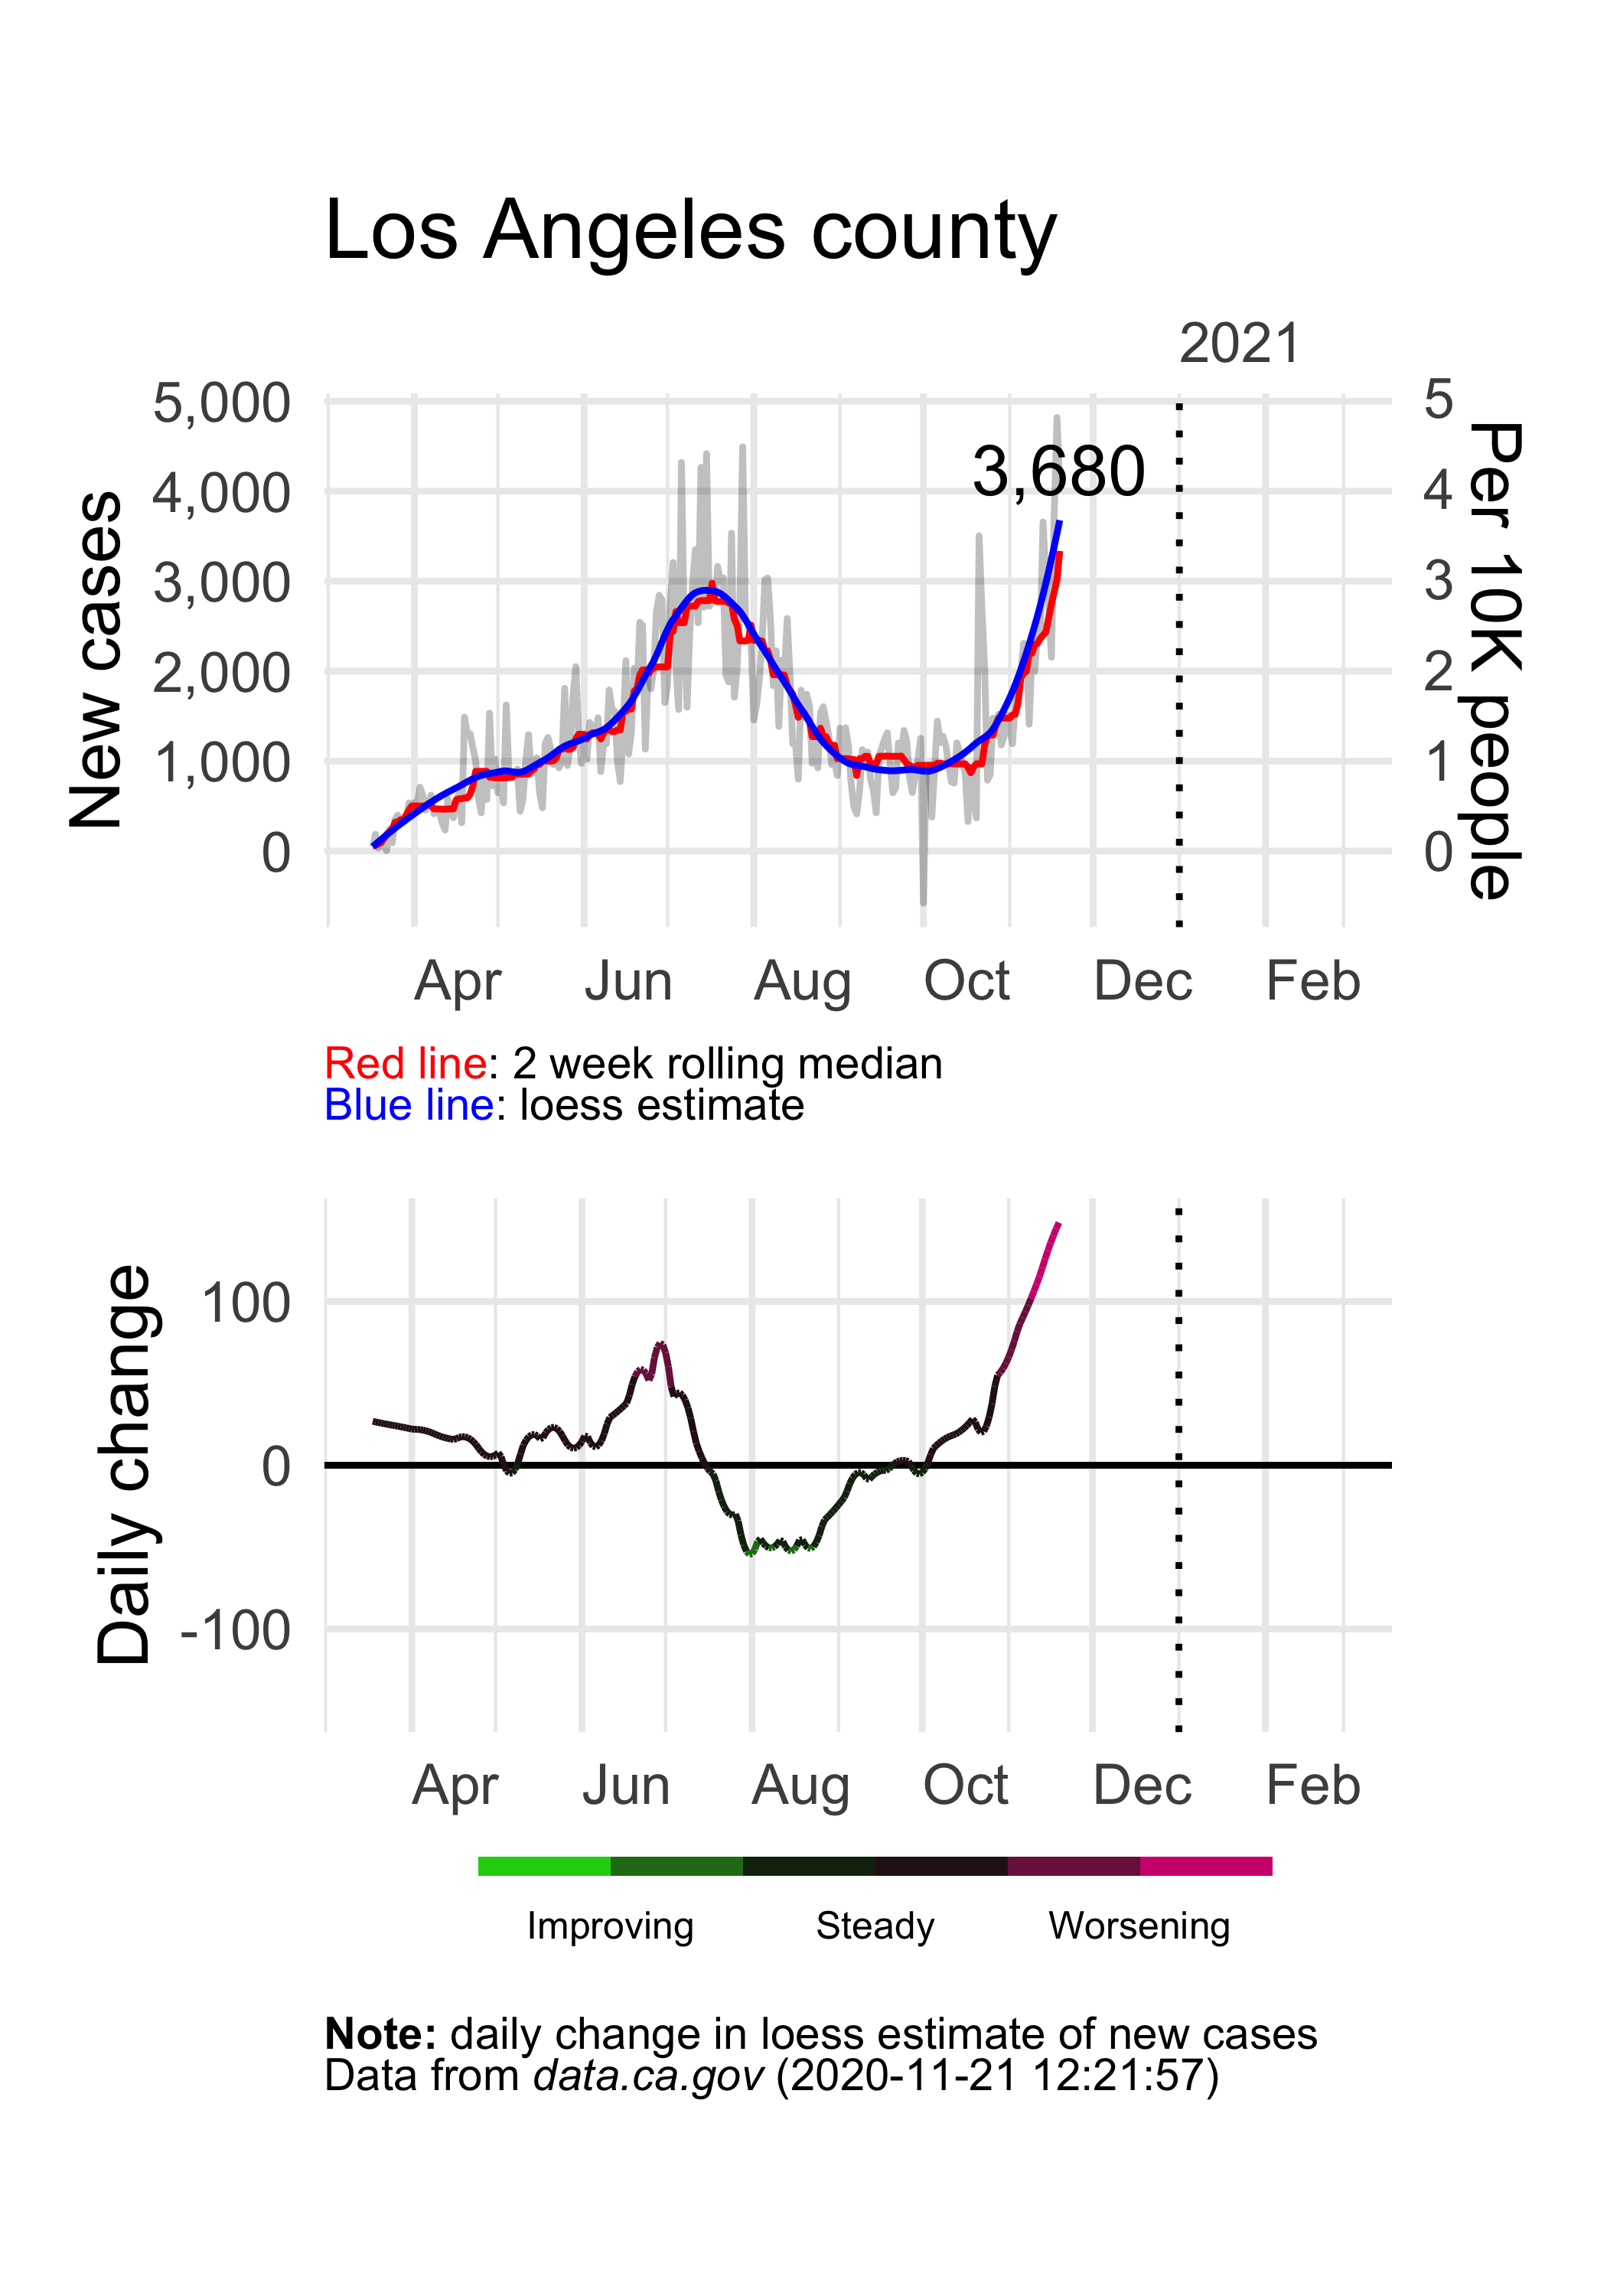 Los Angeles county
2021
5,000
4,000
3,000
2,000
1,000
0
New cases
3,680
5
4
3
2
1
0
Per 10K people
Apr Jun Aug Oct Dec Feb
Red line: 2 week rolling median
Blue line: loess estimate
100
0
-100
Daily change
Apr Jun Aug Oct Dec Feb
Improving Steady Worsening
Note: daily change in loess estimate of new cases
Data from data.ca.gov (2020-11-21 12:21:57)